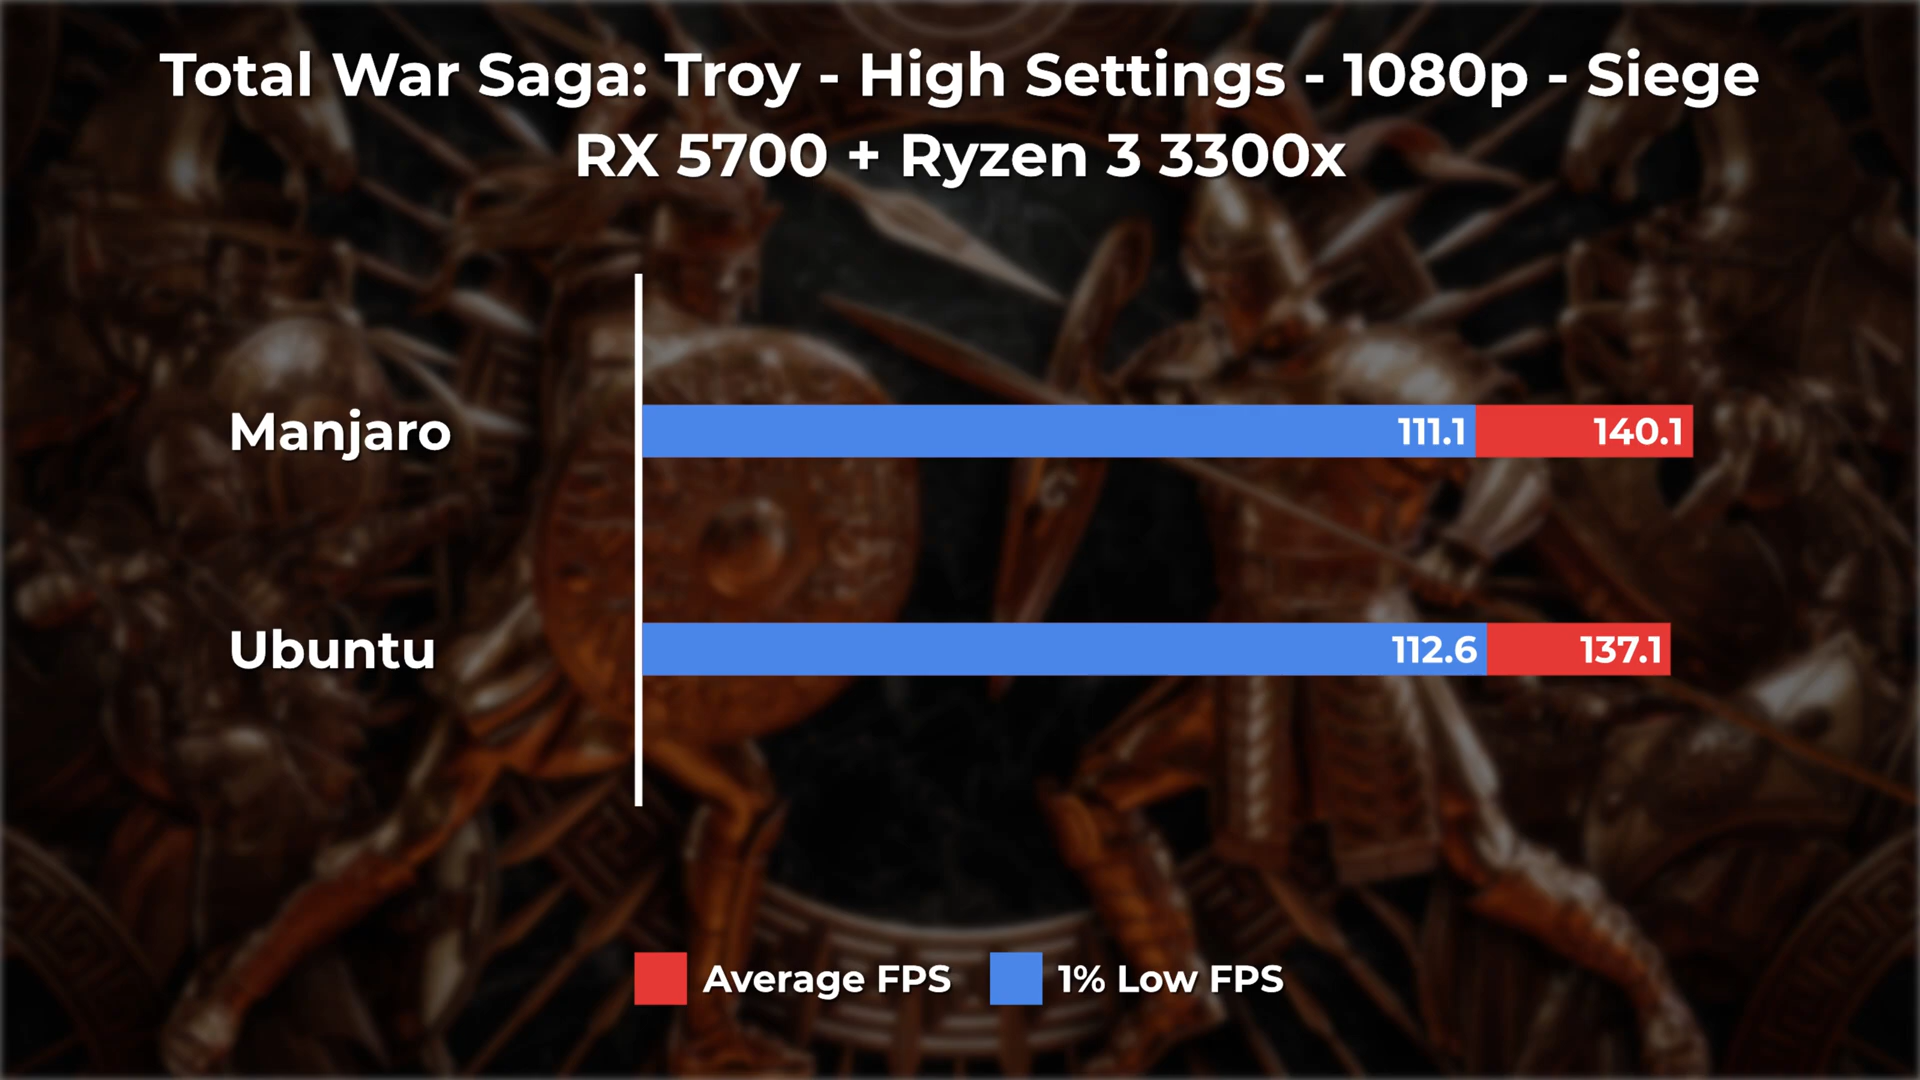 Total War Saga: Troy - High Settings - 1080p - Siege
RX 5700 + Ryzen 3 3300x
Manjaro
111.1
140.1
Ubuntu
112.6
137.1
Average FPS
1% Low FPS